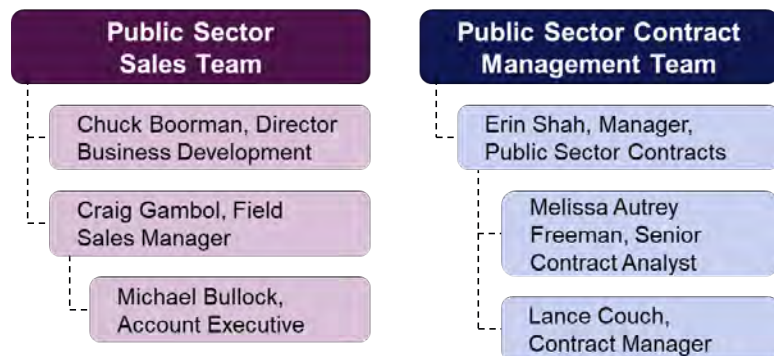 Public Sector
Sales Team
Chuck Boorman, Director
Business Development
Craig Gambol, Field
Sales Manager
Michael Bullock,
Account Executive
Public Sector Contract
Management Team
Erin Shah, Manager,
Public Sector Contracts
Melissa Autrey
Freeman, Senior
Contract Analyst
Lance Couch,
Contract Manager